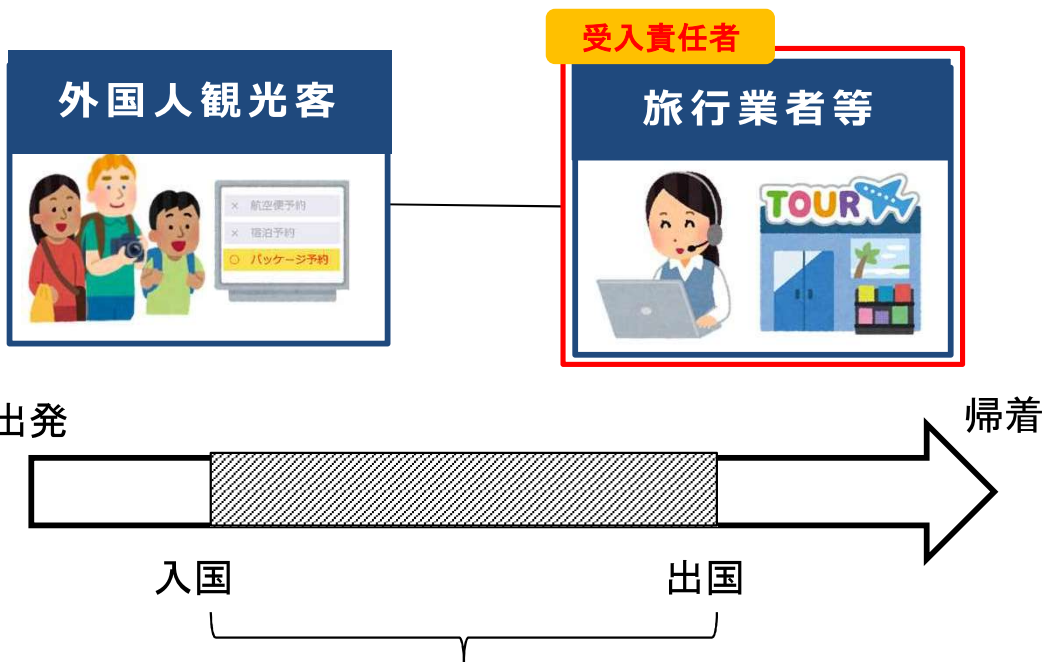 受入責任者
外国人観光客
旅行業者等
× 航空便予約
× 宿泊予約
○ パッケージ予約
TOUR
出発
帰着
入国
出国